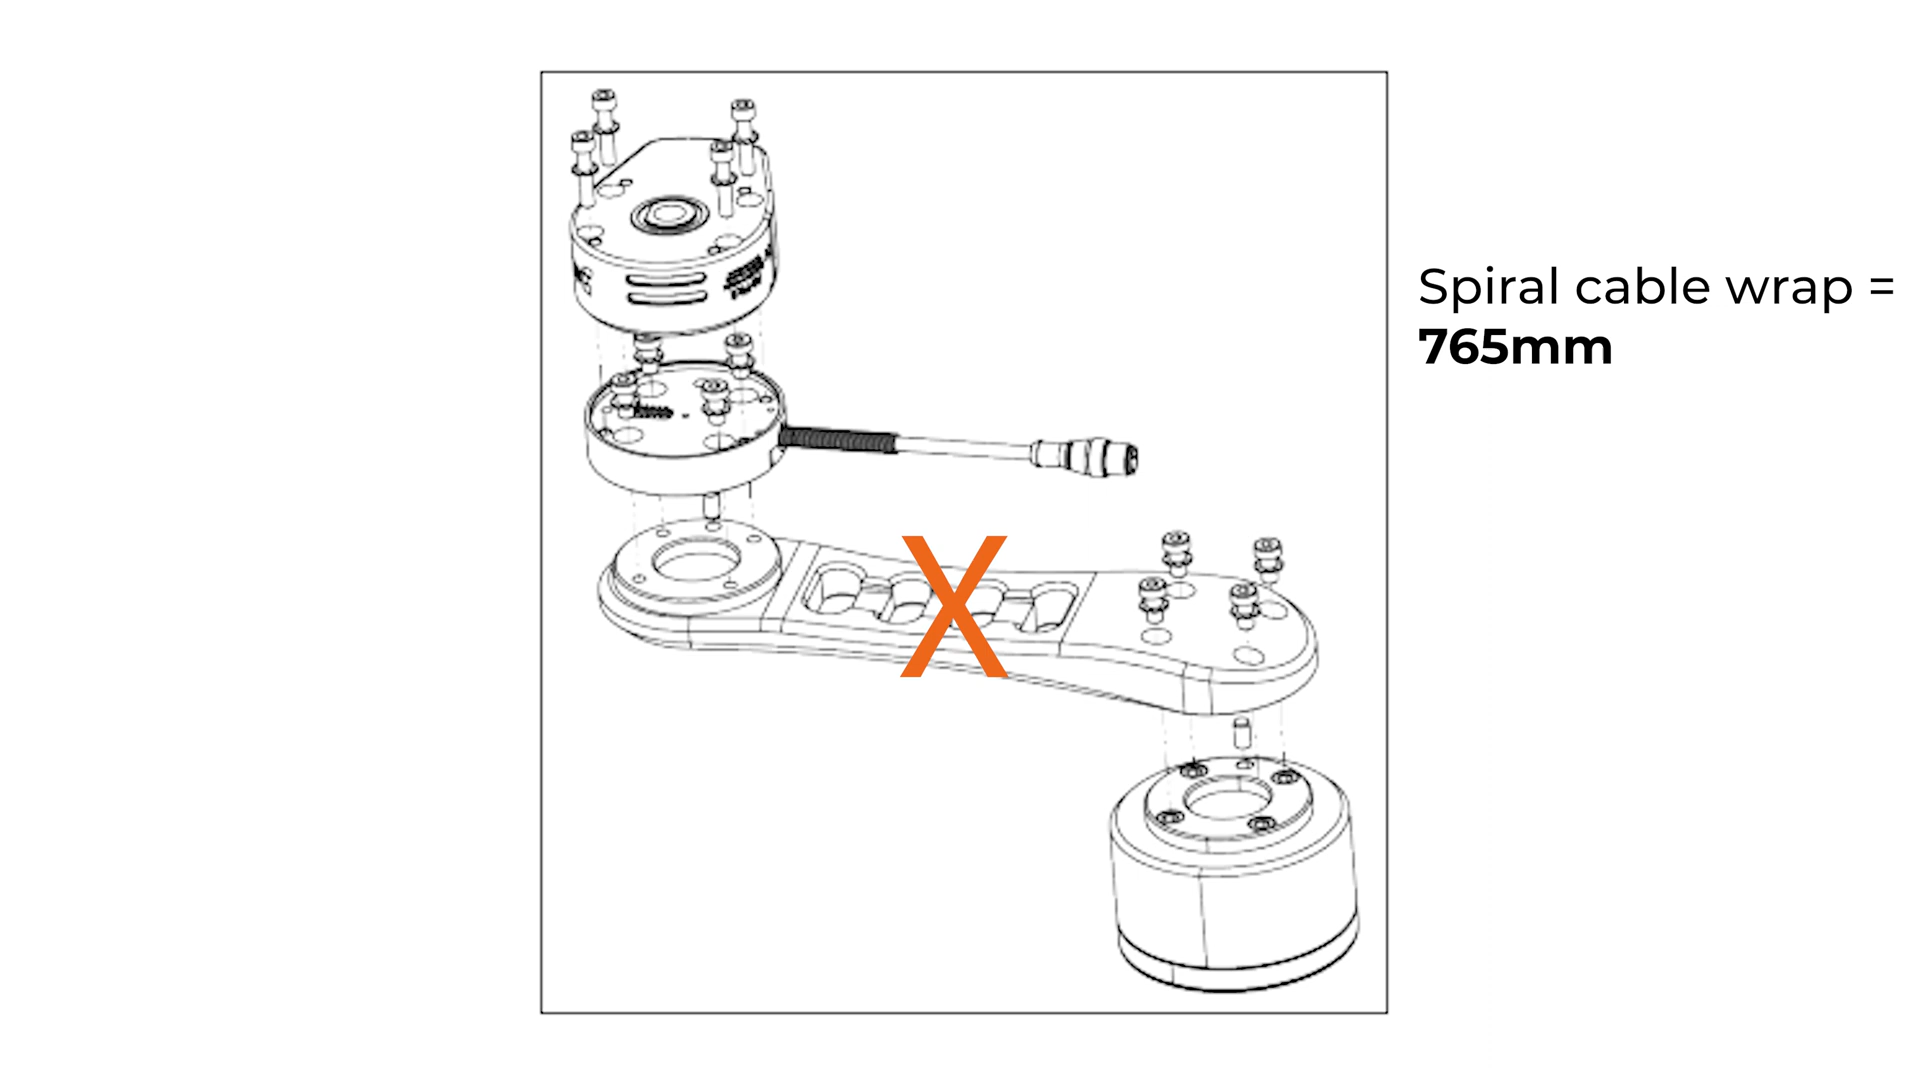 Spiral cable wrap =
765mm
X